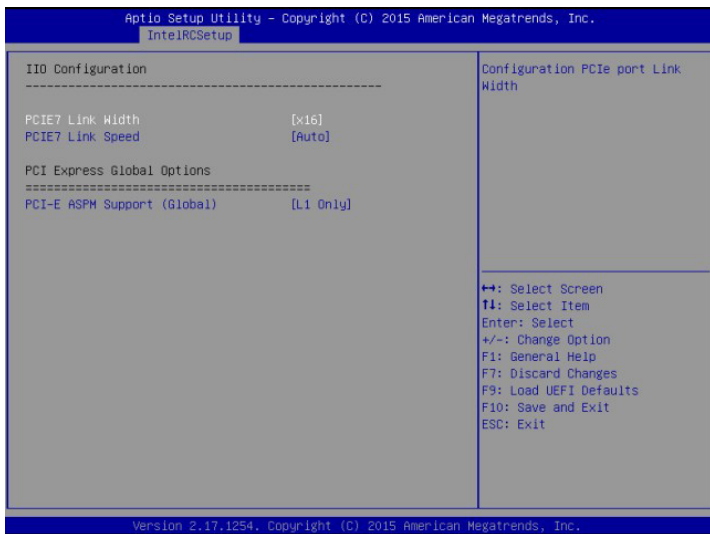 Aptio Setup Utility – Copyright (C) 2015 American Megatrends, Inc.
IntelRCSetup
IIO Configuration
--------------------------------------------------
PCIE7 Link Width [x16]
PCIE7 Link Speed [Auto]
PCI Express Global Options
========================================
PCI-E ASPM Support (Global) [L1 Only]
Configuration PCIe port Link
Width
↔: Select Screen
↑↓: Select Item
Enter: Select
+/-: Change Option
F1: General Help
F7: Discard Changes
F9: Load UEFI Defaults
F10: Save and Exit
ESC: Exit
Version 2.17.1254. Copyright (C) 2015 American Megatrends, Inc.